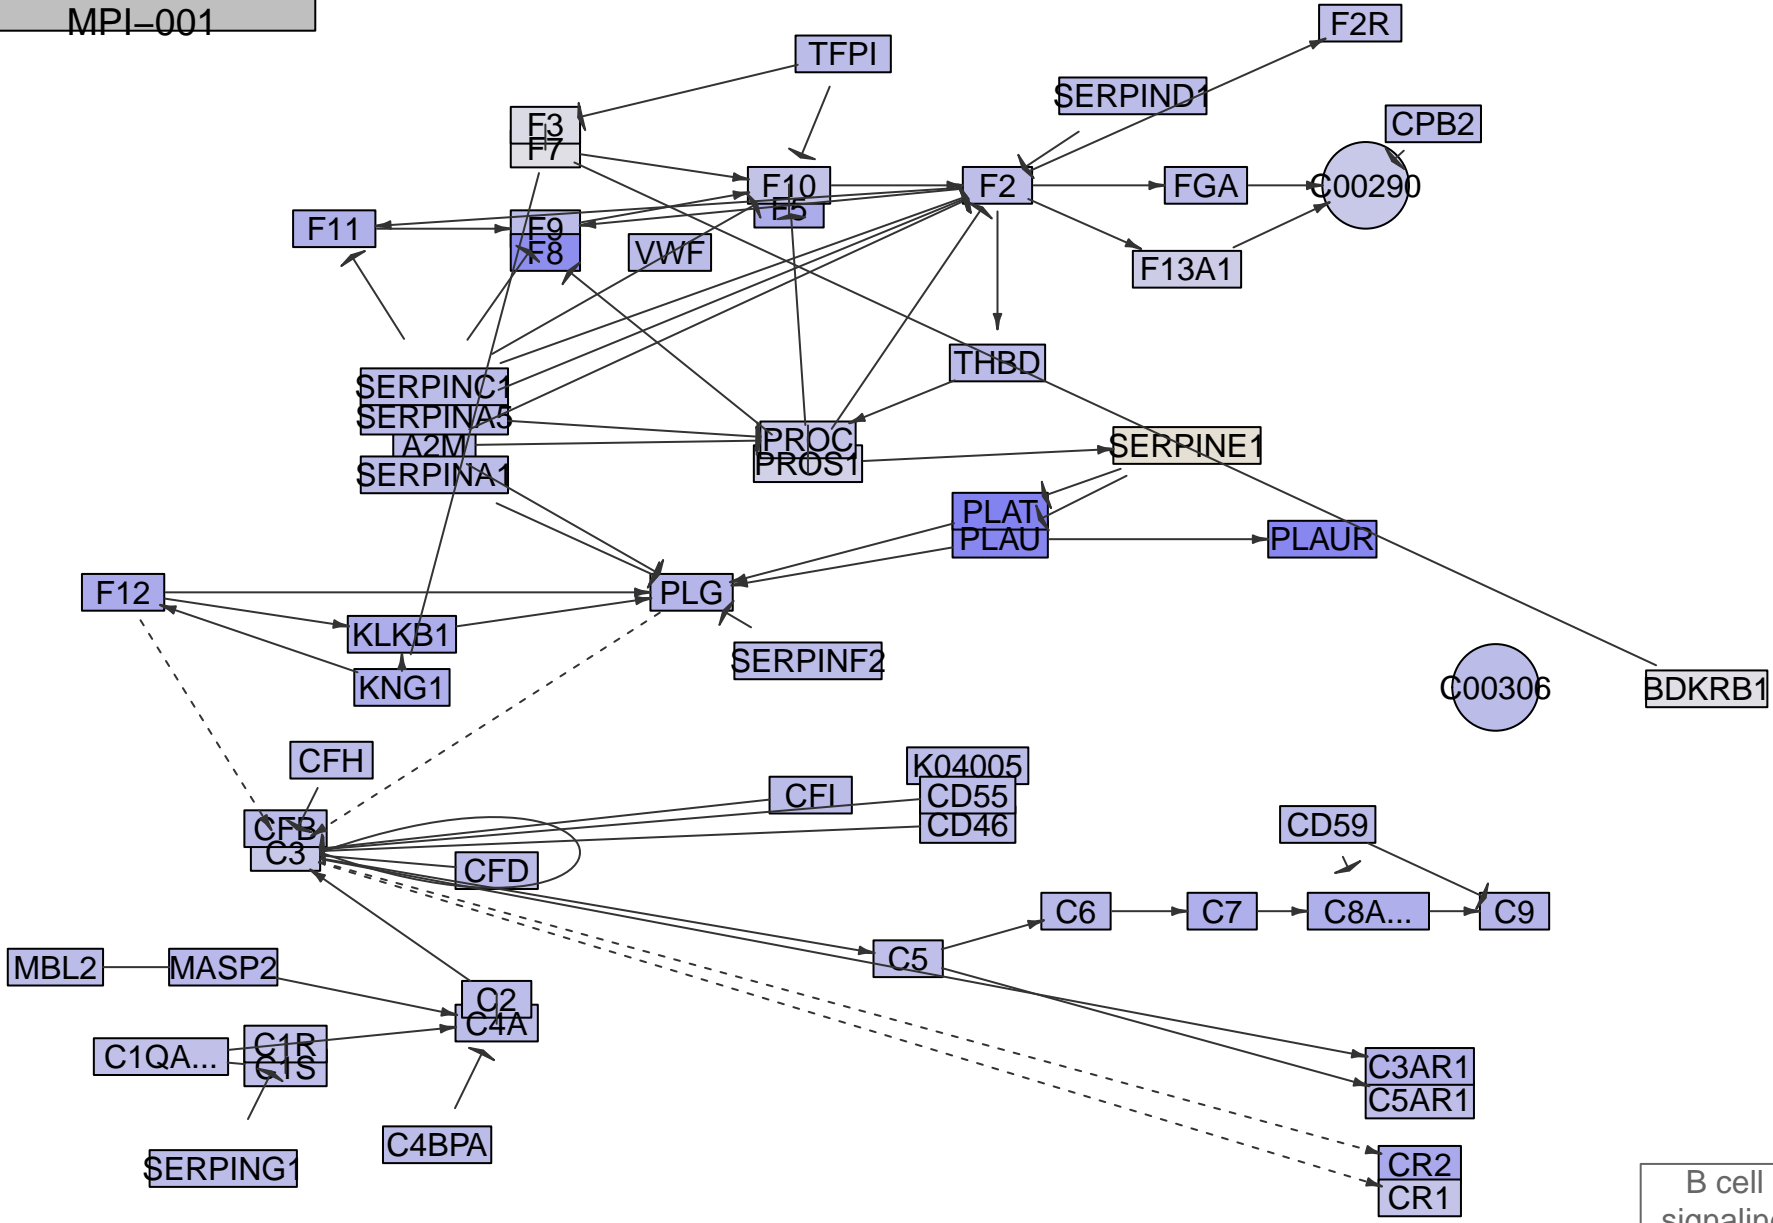 MPI–001
F2R
TFPI
SERPIND1
CPB2
F3
F7
F10
F5
F2
FGA
C00290
F11
F9
F8
VWF
F13A1
THBD
SERPINC1
SERPINA5
A2M
SERPINA1
PROC
PROS1
SERPINE1
PLAT
PLAU
PLAUR
F12
PLG
KLKB1
SERPINF2
KNG1
C00306
BDKRB1
CFH
K04005
CFI
CD55
CD46
CFB
C3
CFD
CD59
C6
C7
C8A...
C9
MBL2
MASP2
C5
C2
C4A
C1QA...
C1R
C1S
C3AR1
C5AR1
C4BPA
SERPING1
CR2
CR1
B cell
signaling